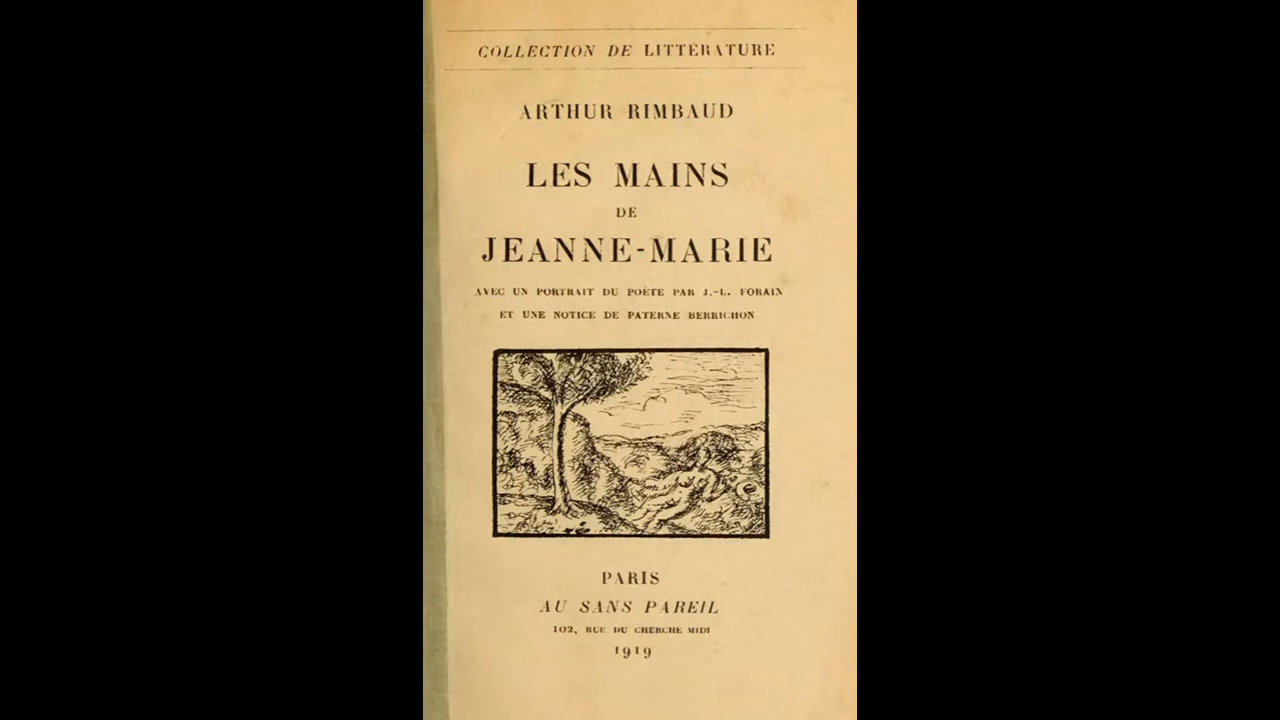 COLLECTION DE LITTÉRATURE
ARTHUR RIMBAUD
LES MAINS
DE
JEANNE-MARIE
AVEC UN PORTRAIT DU POÈTE PAR J.-L. FORAIN
ET UNE NOTICE DE PATERNE BERRICHON
PARIS
AU SANS PAREIL
102, RUE DU CHERCHE MIDI
1919